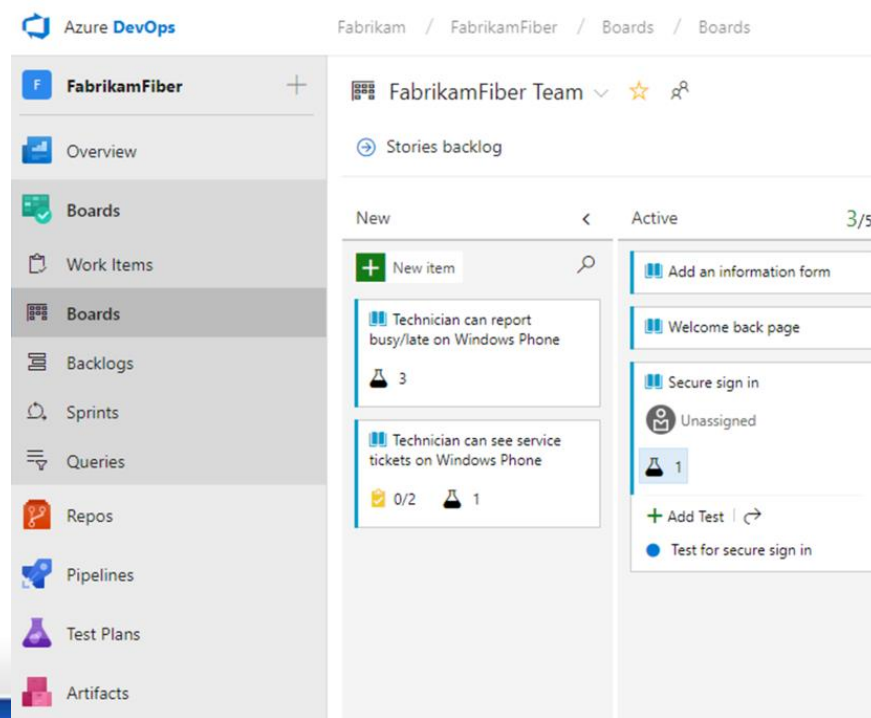 Azure DevOps
Fabrikam / FabrikamFiber / Boards / Boards
F FabrikamFiber
FabrikamFiber Team
Overview
Stories backlog
Boards
Work Items
Boards
Backlogs
Sprints
Queries
Repos
Pipelines
Test Plans
Artifacts
New
New item
Technician can report
busy/late on Windows Phone
3
Technician can see service
tickets on Windows Phone
0/2 1
Active 3/5
Add an information form
Welcome back page
Secure sign in
Unassigned
1
Add Test
Test for secure sign in